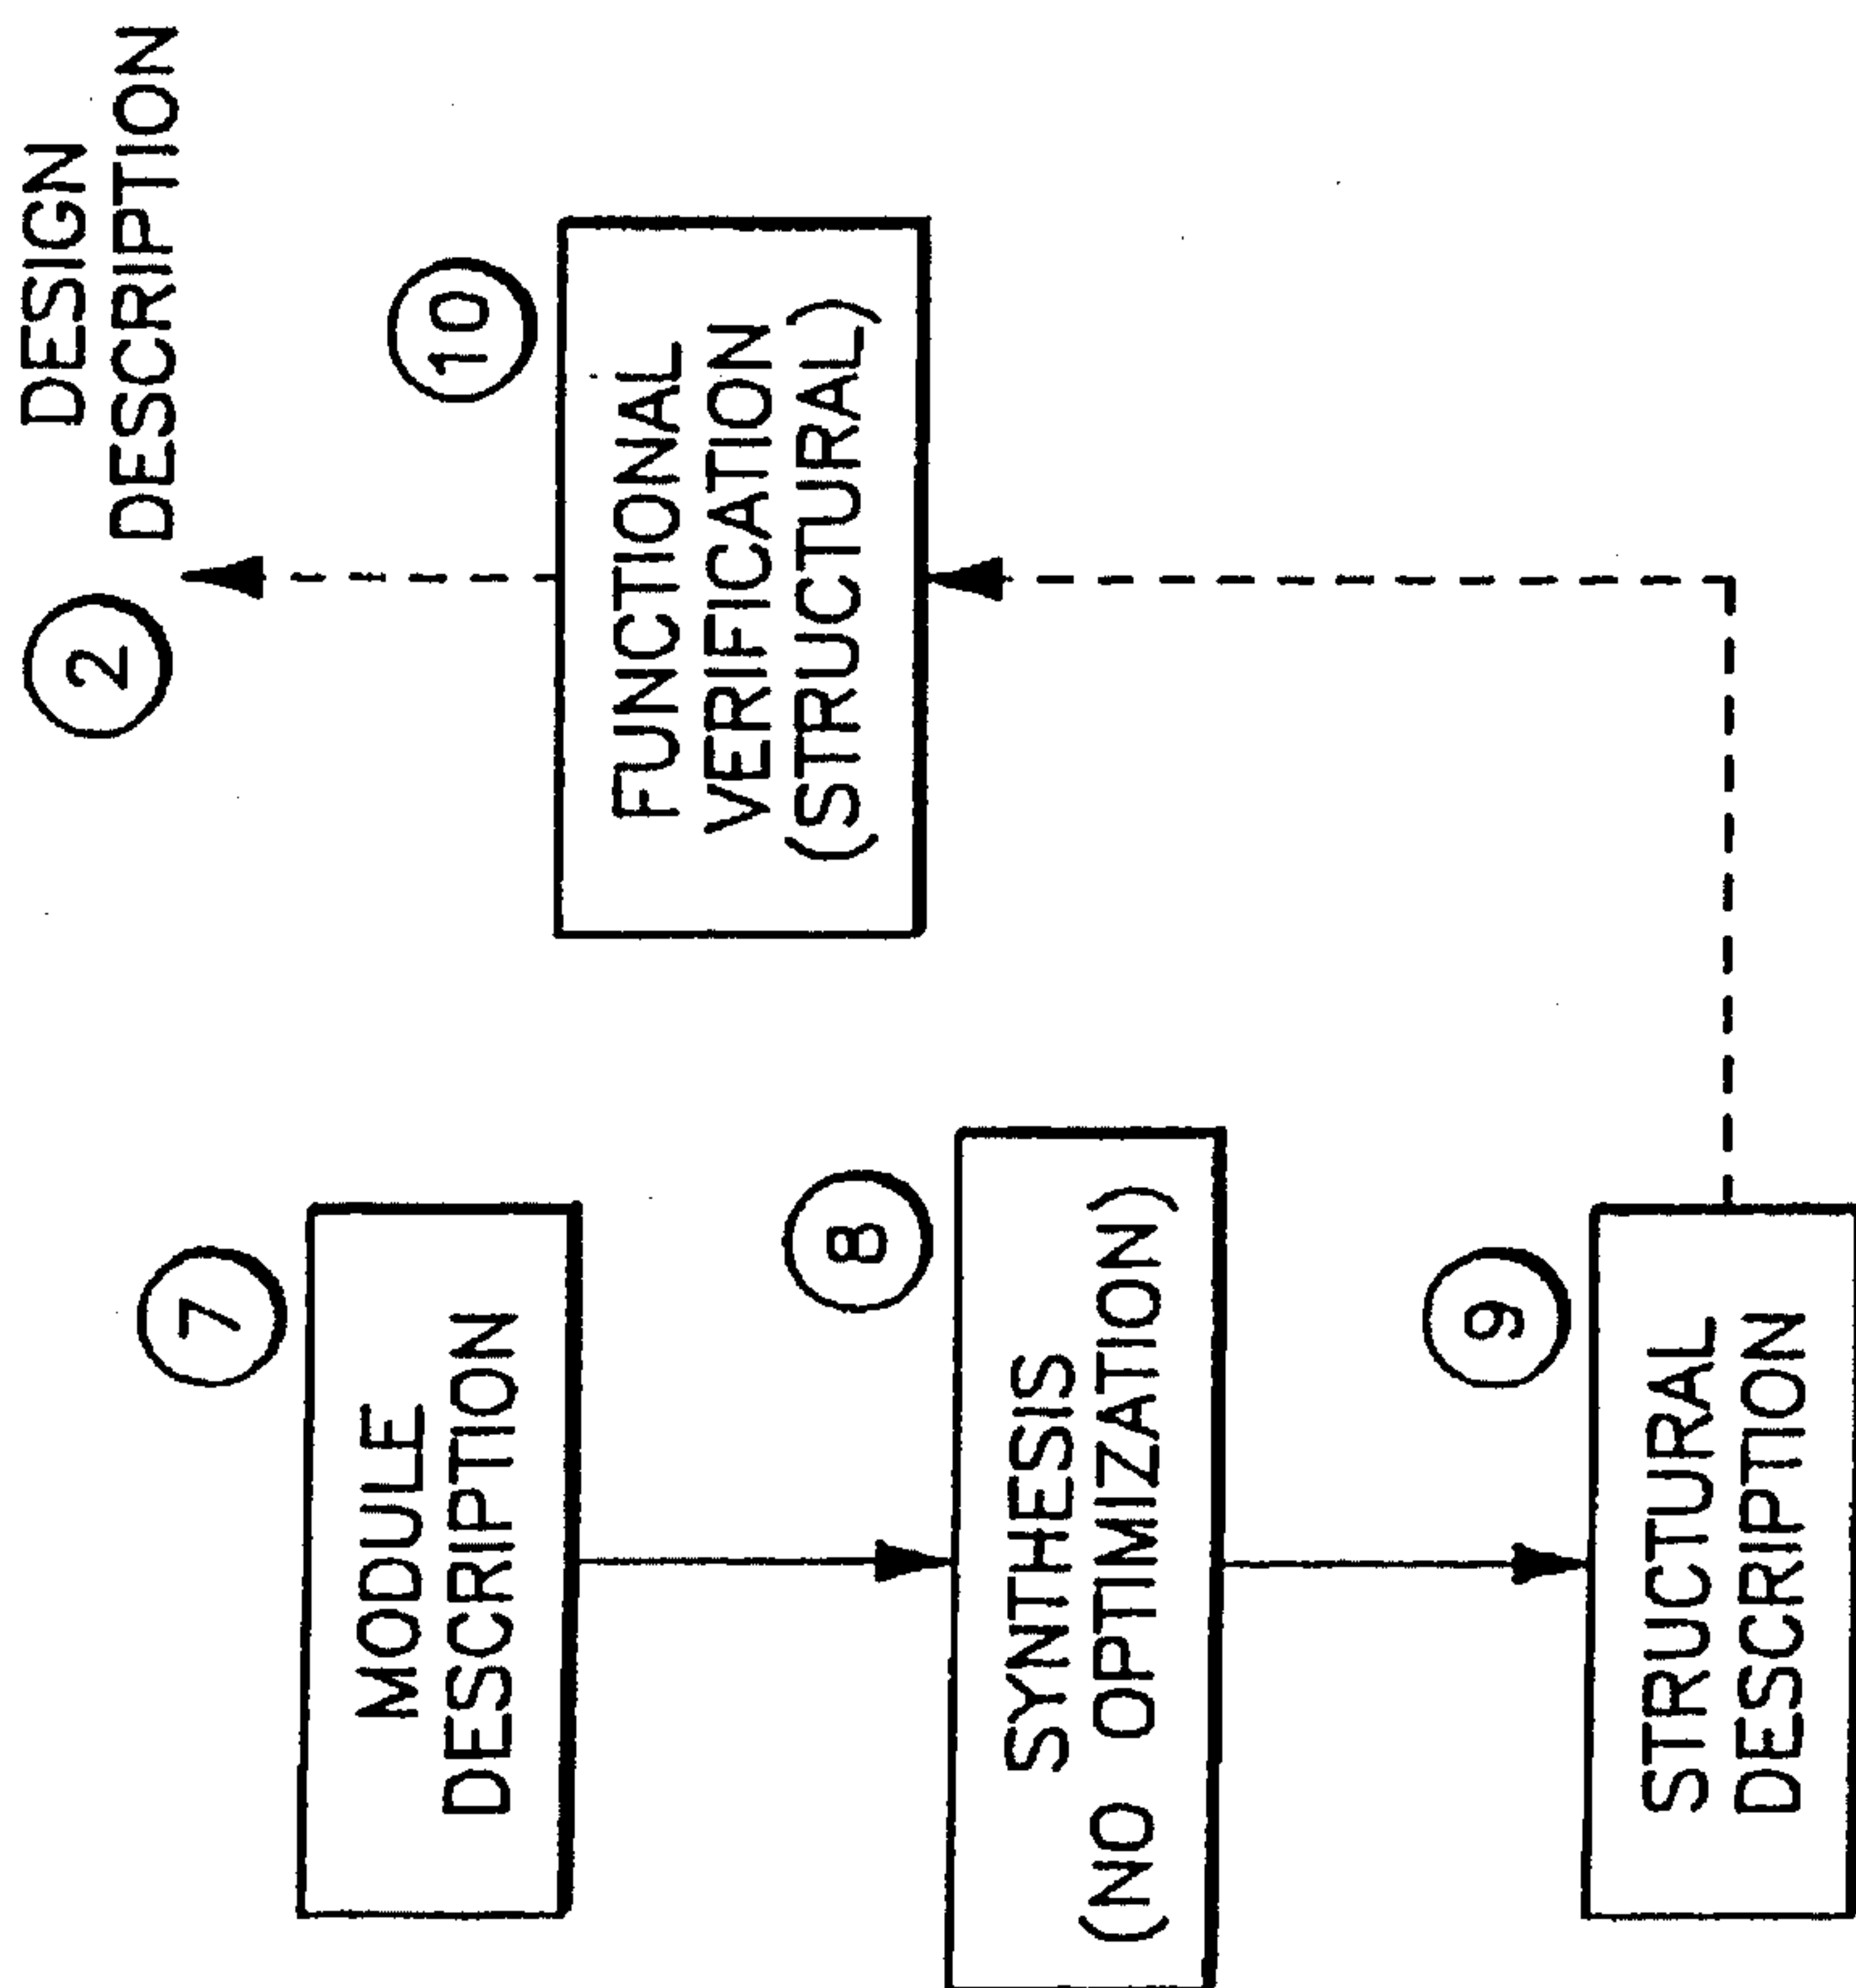 7
MODULE
DESCRIPTION
8
SYNTHESIS
(NO OPTIMIZATION)
9
STRUCTURAL
DESCRIPTION
2
DESIGN
DESCRIPTION
10
FUNCTIONAL
VERIFICATION
(STRUCTURAL)